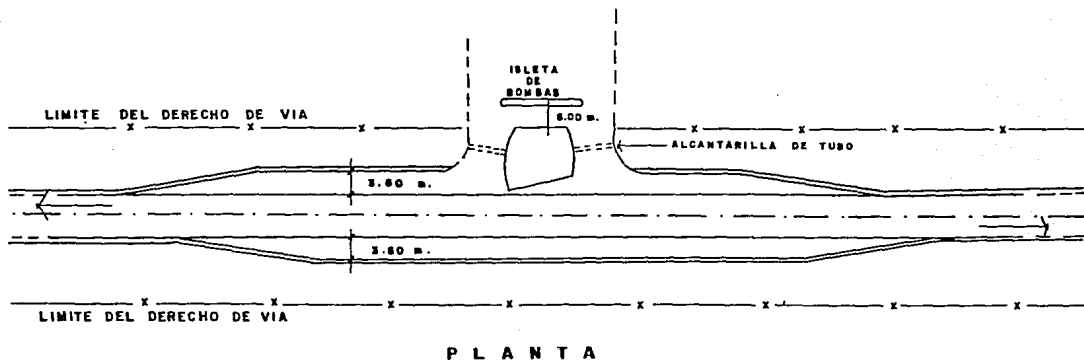 ISLETA
DE
BOMBAS
6.00 m.
LIMITE DEL DERECHO DE VIA
ALCANTARILLA DE TUBO
3.60 m.
3.60 m.
LIMITE DEL DERECHO DE VIA
PLANTA